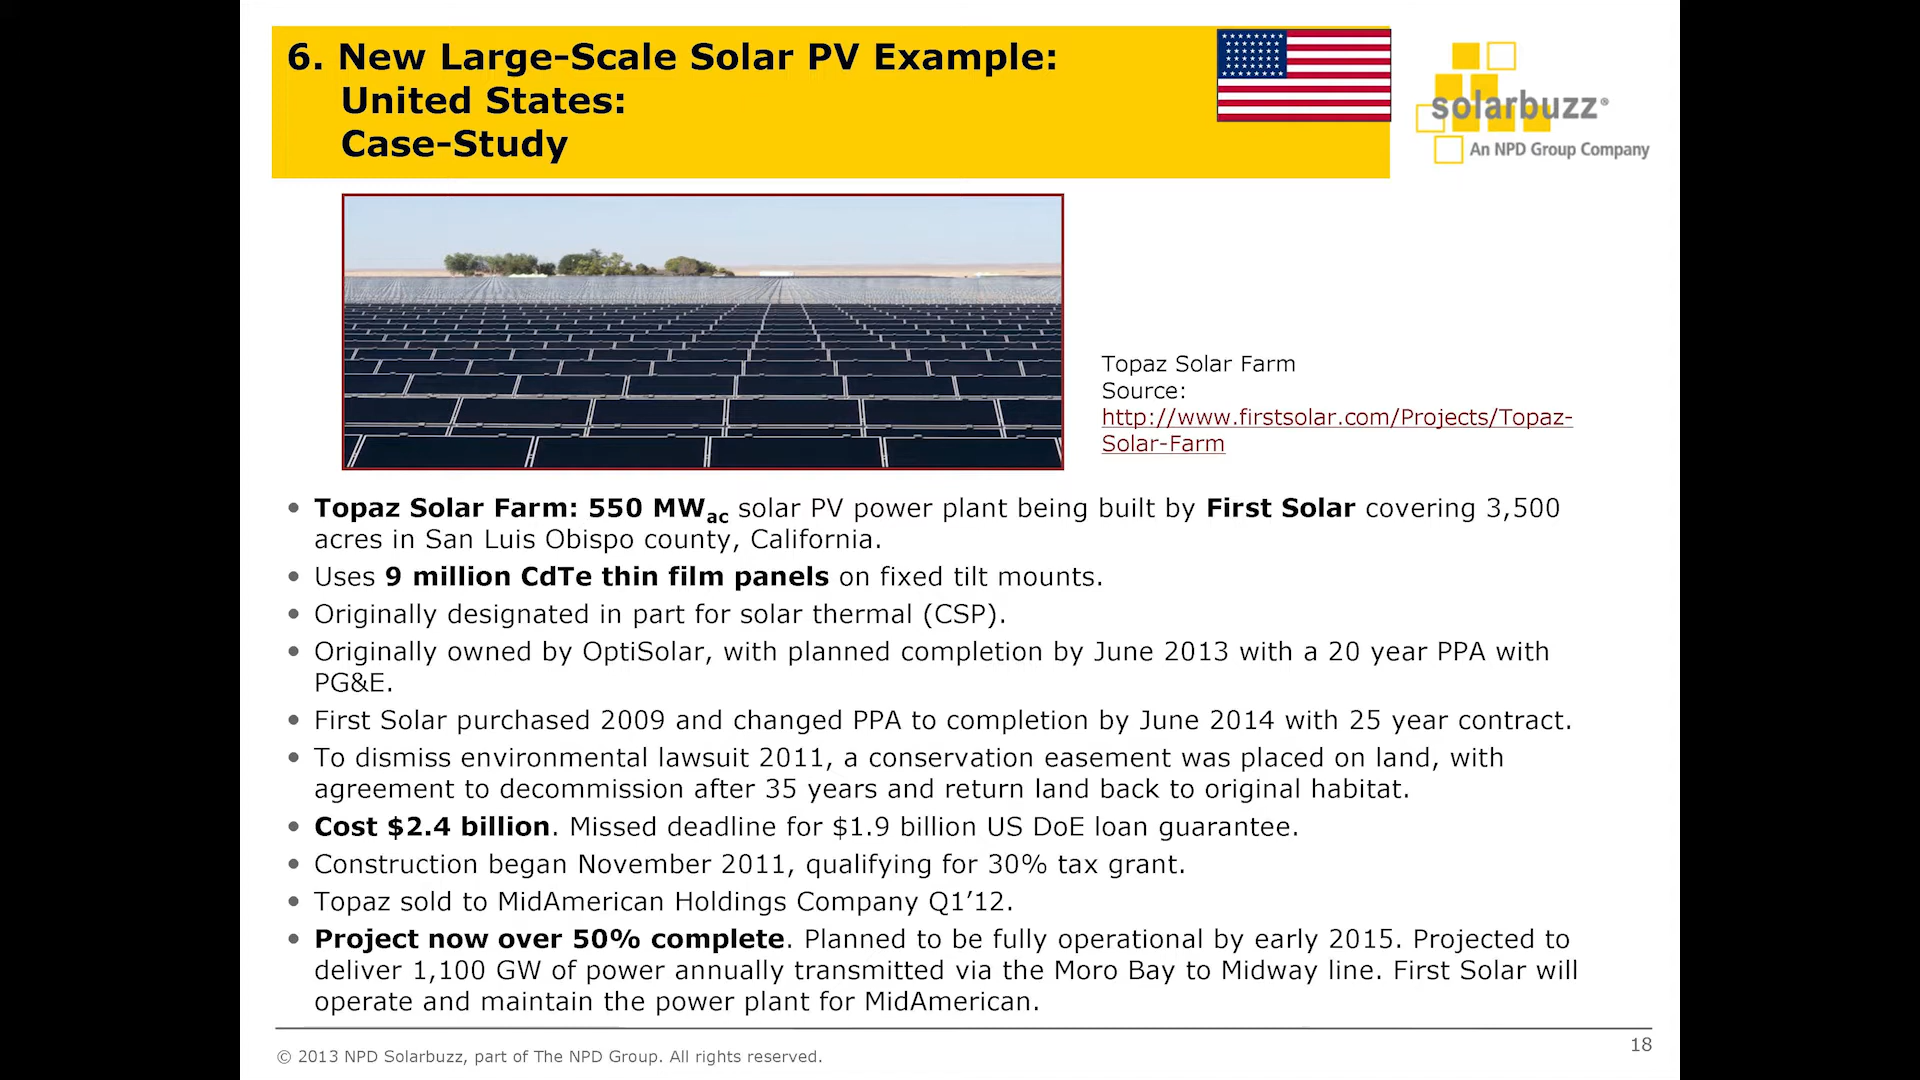 6. New Large-Scale Solar PV Example:
United States:
Case-Study
solarbuzz®
An NPD Group Company
Topaz Solar Farm
Source:
http://www.firstsolar.com/Projects/Topaz-
Solar-Farm
• Topaz Solar Farm: 550 MWac solar PV power plant being built by First Solar covering 3,500
acres in San Luis Obispo county, California.
• Uses 9 million CdTe thin film panels on fixed tilt mounts.
• Originally designated in part for solar thermal (CSP).
• Originally owned by OptiSolar, with planned completion by June 2013 with a 20 year PPA with
PG&E.
• First Solar purchased 2009 and changed PPA to completion by June 2014 with 25 year contract.
• To dismiss environmental lawsuit 2011, a conservation easement was placed on land, with
agreement to decommission after 35 years and return land back to original habitat.
• Cost $2.4 billion. Missed deadline for $1.9 billion US DoE loan guarantee.
• Construction began November 2011, qualifying for 30% tax grant.
• Topaz sold to MidAmerican Holdings Company Q1’12.
• Project now over 50% complete. Planned to be fully operational by early 2015. Projected to
deliver 1,100 GW of power annually transmitted via the Moro Bay to Midway line. First Solar will
operate and maintain the power plant for MidAmerican.
© 2013 NPD Solarbuzz, part of The NPD Group. All rights reserved.
18